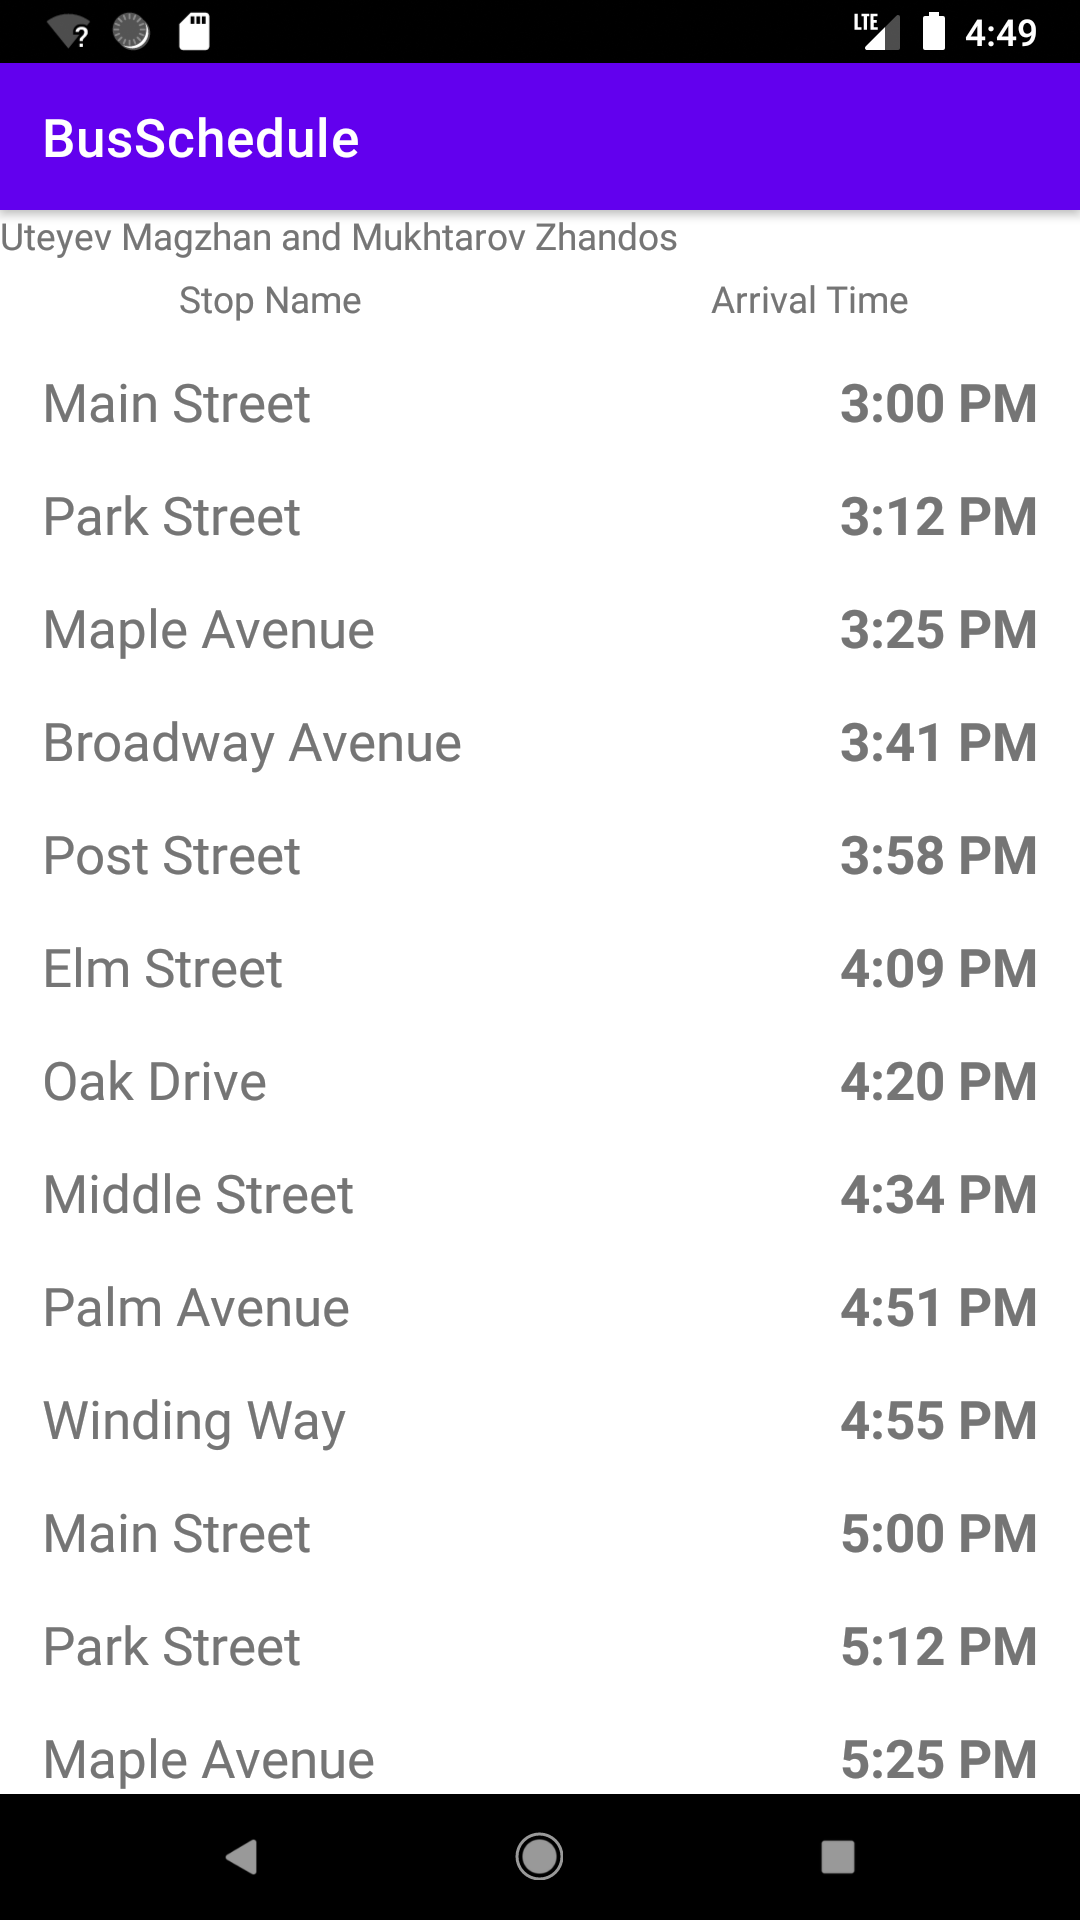 LTE 4:49
BusSchedule
Uteyev Magzhan and Mukhtarov Zhandos
Stop Name Arrival Time
Main Street 3:00 PM
Park Street 3:12 PM
Maple Avenue 3:25 PM
Broadway Avenue 3:41 PM
Post Street 3:58 PM
Elm Street 4:09 PM
Oak Drive 4:20 PM
Middle Street 4:34 PM
Palm Avenue 4:51 PM
Winding Way 4:55 PM
Main Street 5:00 PM
Park Street 5:12 PM
Maple Avenue 5:25 PM